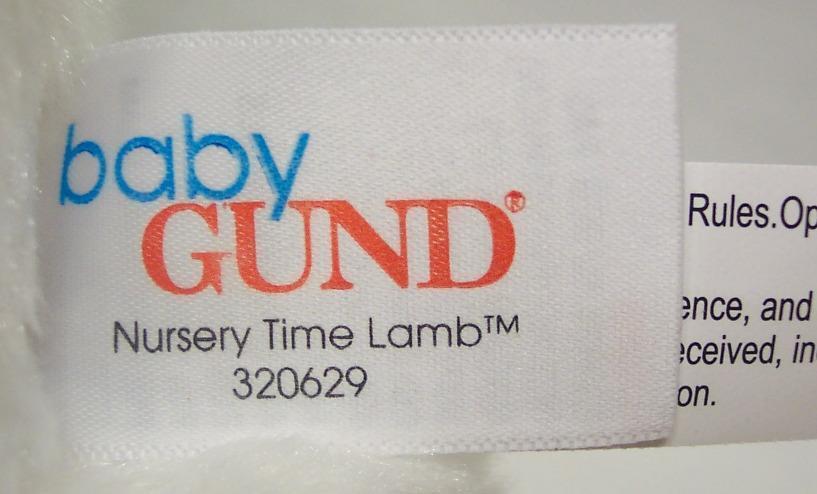 baby
GUND®
Nursery Time Lamb™
320629
Rules.Op
ence, and
eceived, in
on.